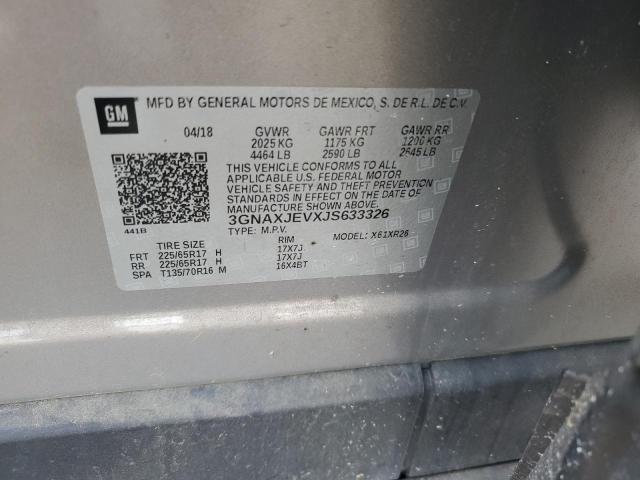 GM
MFD BY GENERAL MOTORS DE MEXICO, S. DE R.L. DE C.V.
04/18 GVWR GAWR FRT GAWR RR
2025 KG 1175 KG 1200 KG
4464 LB 2590 LB 2645 LB
THIS VEHICLE CONFORMS TO ALL
APPLICABLE U.S. FEDERAL MOTOR
VEHICLE SAFETY AND THEFT PREVENTION
STANDARDS IN EFFECT ON THE DATE OF
MANUFACTURE SHOWN ABOVE.
3GNAXJEVXJS633326
441B TYPE: M.P.V. MODEL: X61XR26
TIRE SIZE RIM
FRT 225/65R17 H 17X7J
RR 225/65R17 H 17X7J
SPA T135/70R16 M 16X4BT